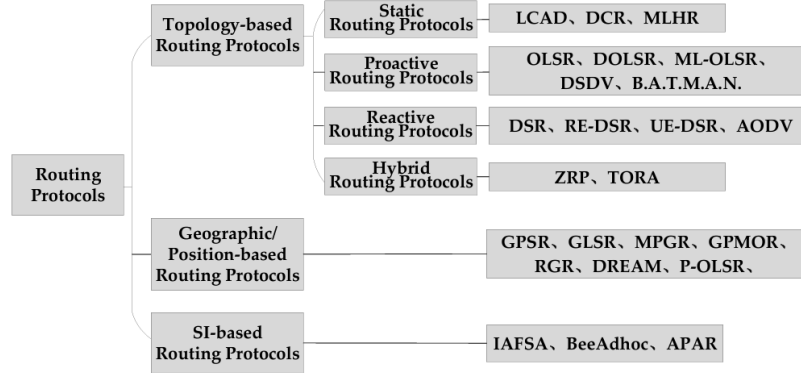 Topology-based
Routing Protocols
Static
Routing Protocols
LCAD、DCR、MLHR
Proactive
Routing Protocols
OLSR、DOLSR、ML-OLSR、
DSDV、B.A.T.M.A.N.
Reactive
Routing Protocols
DSR、RE-DSR、UE-DSR、AODV
Hybrid
Routing Protocols
ZRP、TORA
Routing
Protocols
Geographic/
Position-based
Routing Protocols
GPSR、GLSR、MPGR、GPMOR、
RGR、DREAM、P-OLSR、
SI-based
Routing Protocols
IAFSA、BeeAdhoc、APAR